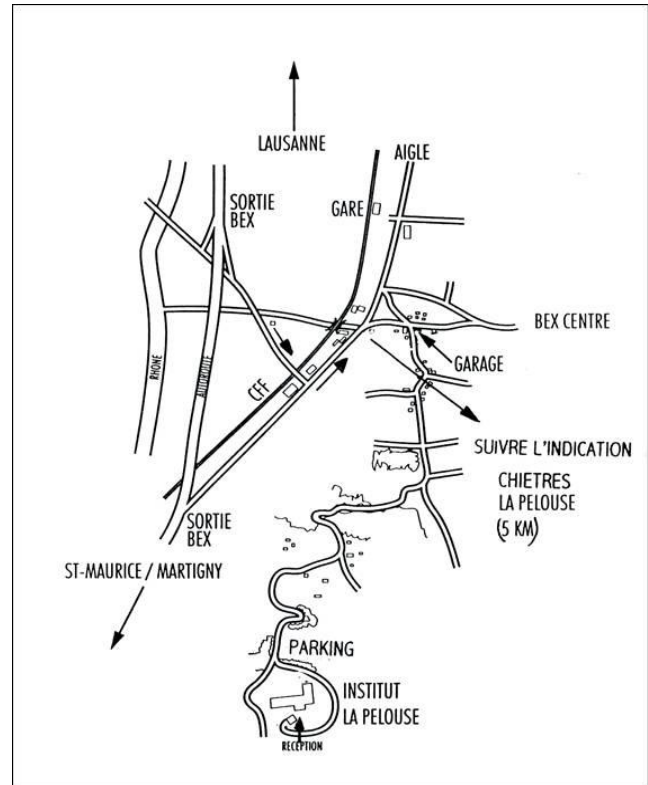 LAUSANNE
AIGLE
SORTIE
BEX
GARE
BEX CENTRE
GARAGE
RHONE
AUTOROUTE
CFF
SUIVRE L'INDICATION
CHIETRES
LA PELOUSE
(5 KM)
SORTIE
BEX
ST-MAURICE / MARTIGNY
PARKING
INSTITUT
LA PELOUSE
RECEPTION